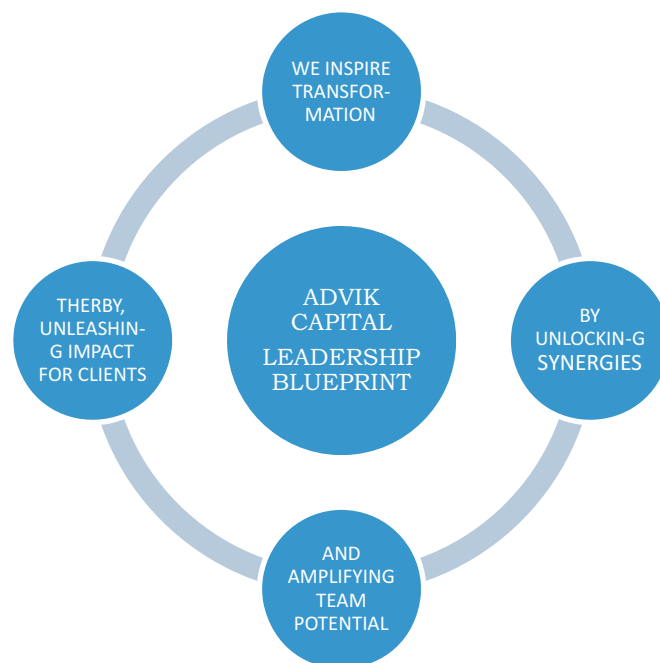 WE INSPIRE
TRANSFOR-
MATION
BY
UNLOCKIN-G
SYNERGIES
AND
AMPLIFYING
TEAM
POTENTIAL
THERBY,
UNLEASHIN-
G IMPACT
FOR CLIENTS
ADVIK
CAPITAL
LEADERSHIP
BLUEPRINT